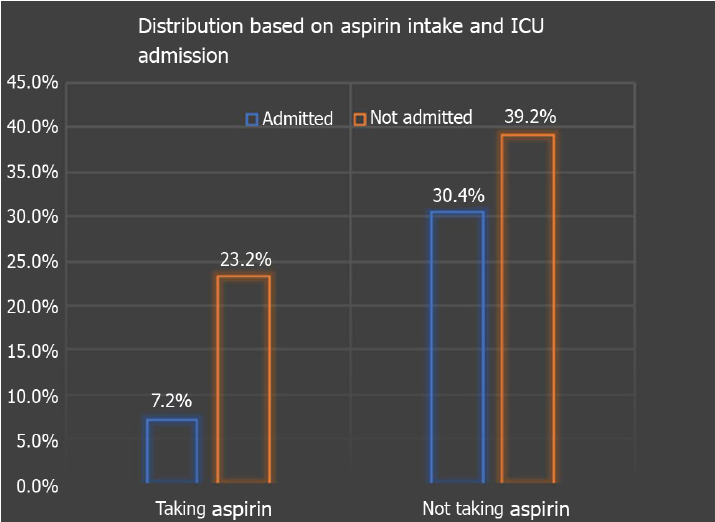 Distribution based on aspirin intake and ICU
admission
45.0%
40.0%
35.0%
30.0%
25.0%
20.0%
15.0%
10.0%
5.0%
0.0%
Admitted
Not admitted
39.2%
30.4%
23.2%
7.2%
Taking aspirin
Not taking aspirin